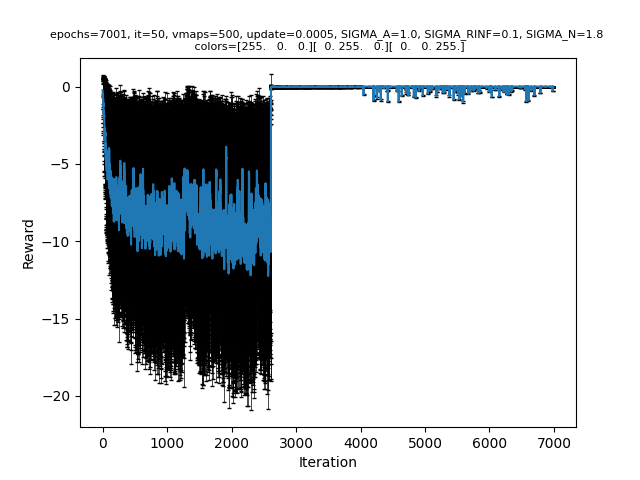 epochs=7001, it=50, vmaps=500, update=0.0005, SIGMA_A=1.0, SIGMA_RINF=0.1, SIGMA_N=1.8
colors=[255. 0. 0.][ 0. 255. 0.][ 0. 0. 255.]
0
−5
−10
−15
−20
Reward
0 1000 2000 3000 4000 5000 6000 7000
Iteration